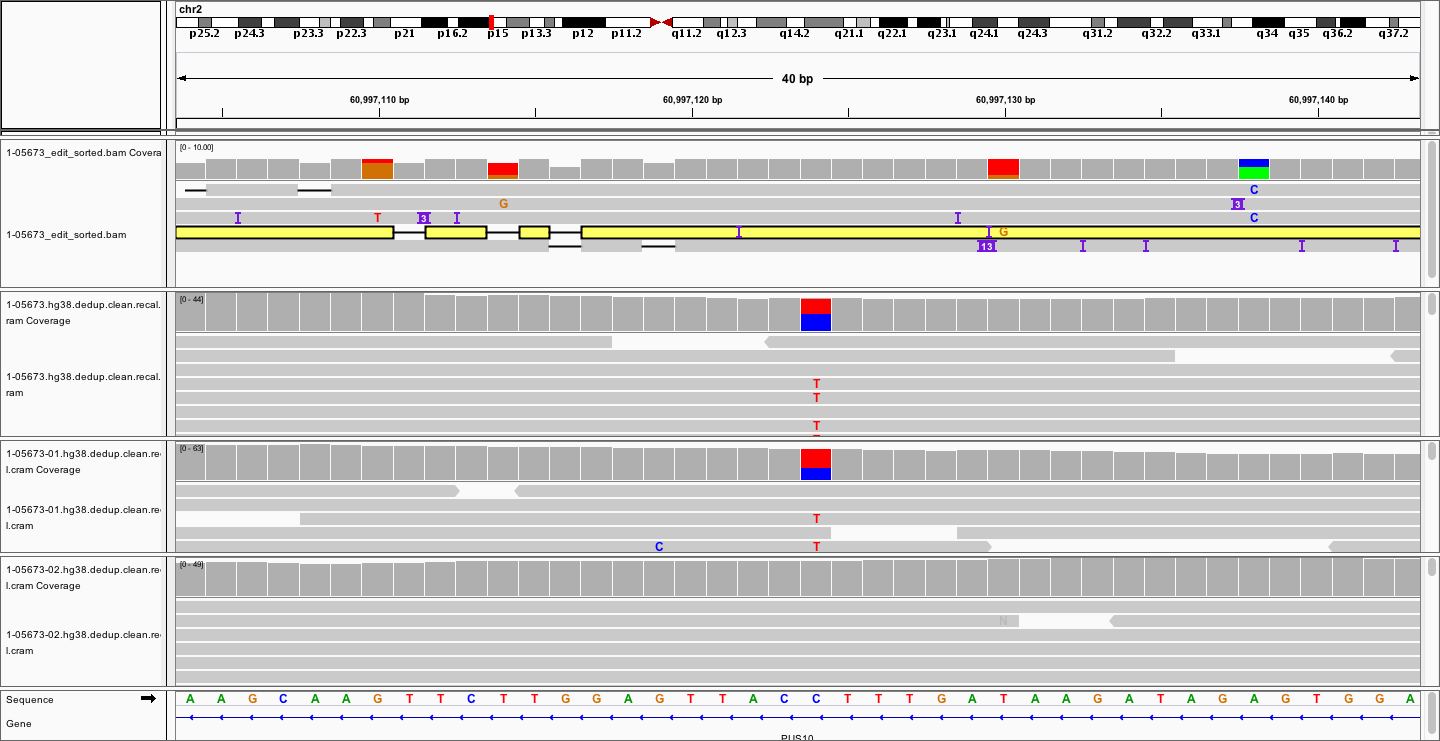 chr2
p25.2 p24.3 p23.3 p22.3 p21 p16.2 p15 p13.3 p12 p11.2 q11.2 q12.3 q14.2 q21.1 q22.1 q23.1 q24.1 q24.3 q31.2 q32.2 q33.1 q34 q35 q36.2 q37.2
40 bp
60,997,110 bp 60,997,120 bp 60,997,130 bp 60,997,140 bp
1-05673_edit_sorted.bam Covera
[0 - 10.00]
C
G 3
T 3 C
1-05673_edit_sorted.bam
G
13
1-05673.hg38.dedup.clean.recal.
ram Coverage
[0 - 44]
1-05673.hg38.dedup.clean.recal.
ram
T
T
T
1-05673-01.hg38.dedup.clean.re
l.cram Coverage
[0 - 63]
1-05673-01.hg38.dedup.clean.re
l.cram
T
C T
1-05673-02.hg38.dedup.clean.re
l.cram Coverage
[0 - 49]
N
1-05673-02.hg38.dedup.clean.re
l.cram
Sequence A A G C A A G T T C T T G G A G T T A C C T T T G A T A A G A T A G A G T G G A
Gene
PUS10